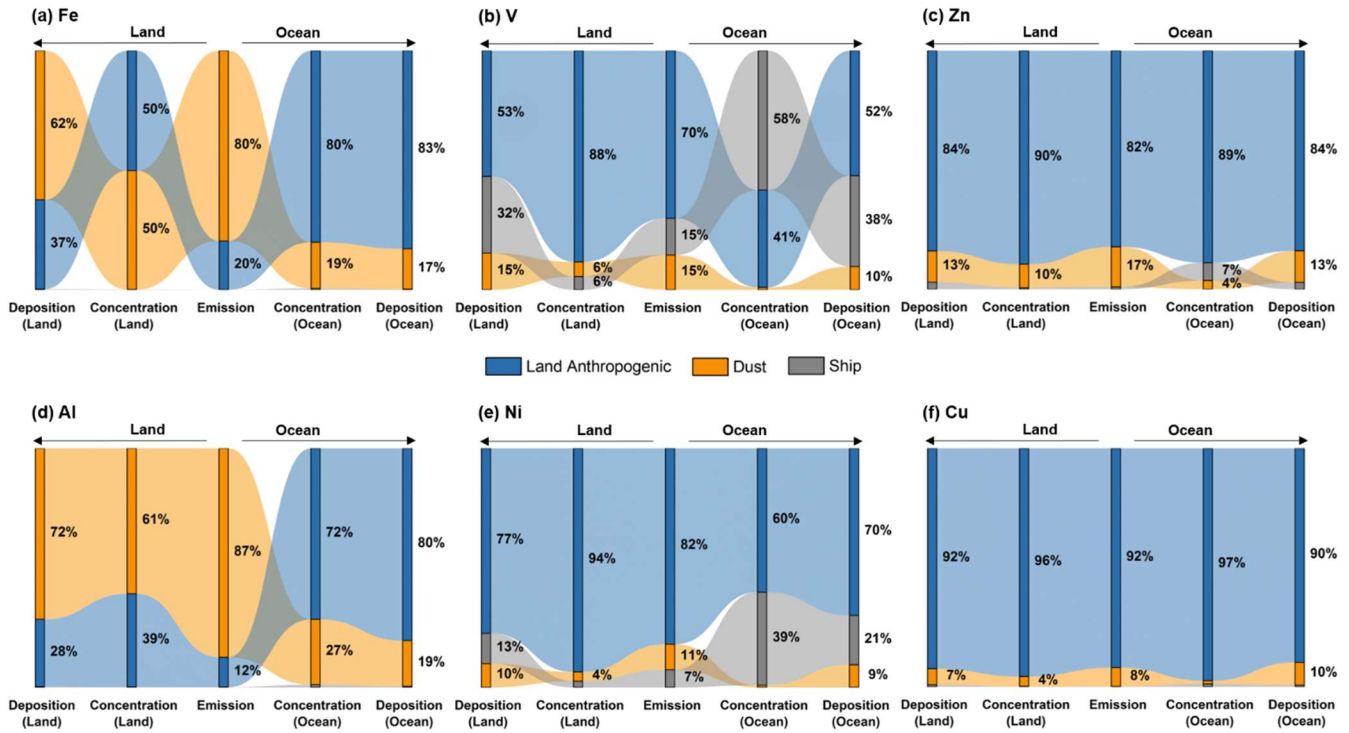 (a) Fe
Land Ocean
62% 50% 80% 80% 83%
37% 50% 20% 19% 17%
Deposition (Land) Concentration (Land) Emission Concentration (Ocean) Deposition (Ocean)
(b) V
Land Ocean
53% 88% 70% 58% 52%
32% 6% 15% 41% 38%
15% 6% 15% 10%
Deposition (Land) Concentration (Land) Emission Concentration (Ocean) Deposition (Ocean)
(c) Zn
Land Ocean
84% 90% 82% 89% 84%
13% 10% 17% 7% 13%
4%
Deposition (Land) Concentration (Land) Emission Concentration (Ocean) Deposition (Ocean)
Land Anthropogenic Dust Ship
(d) Al
Land Ocean
72% 61% 87% 72% 80%
28% 39% 12% 27% 19%
Deposition (Land) Concentration (Land) Emission Concentration (Ocean) Deposition (Ocean)
(e) Ni
Land Ocean
77% 94% 82% 60% 70%
13% 4% 11% 39% 21%
10% 7% 9%
Deposition (Land) Concentration (Land) Emission Concentration (Ocean) Deposition (Ocean)
(f) Cu
Land Ocean
92% 96% 92% 97% 90%
7% 4% 8% 10%
Deposition (Land) Concentration (Land) Emission Concentration (Ocean) Deposition (Ocean)